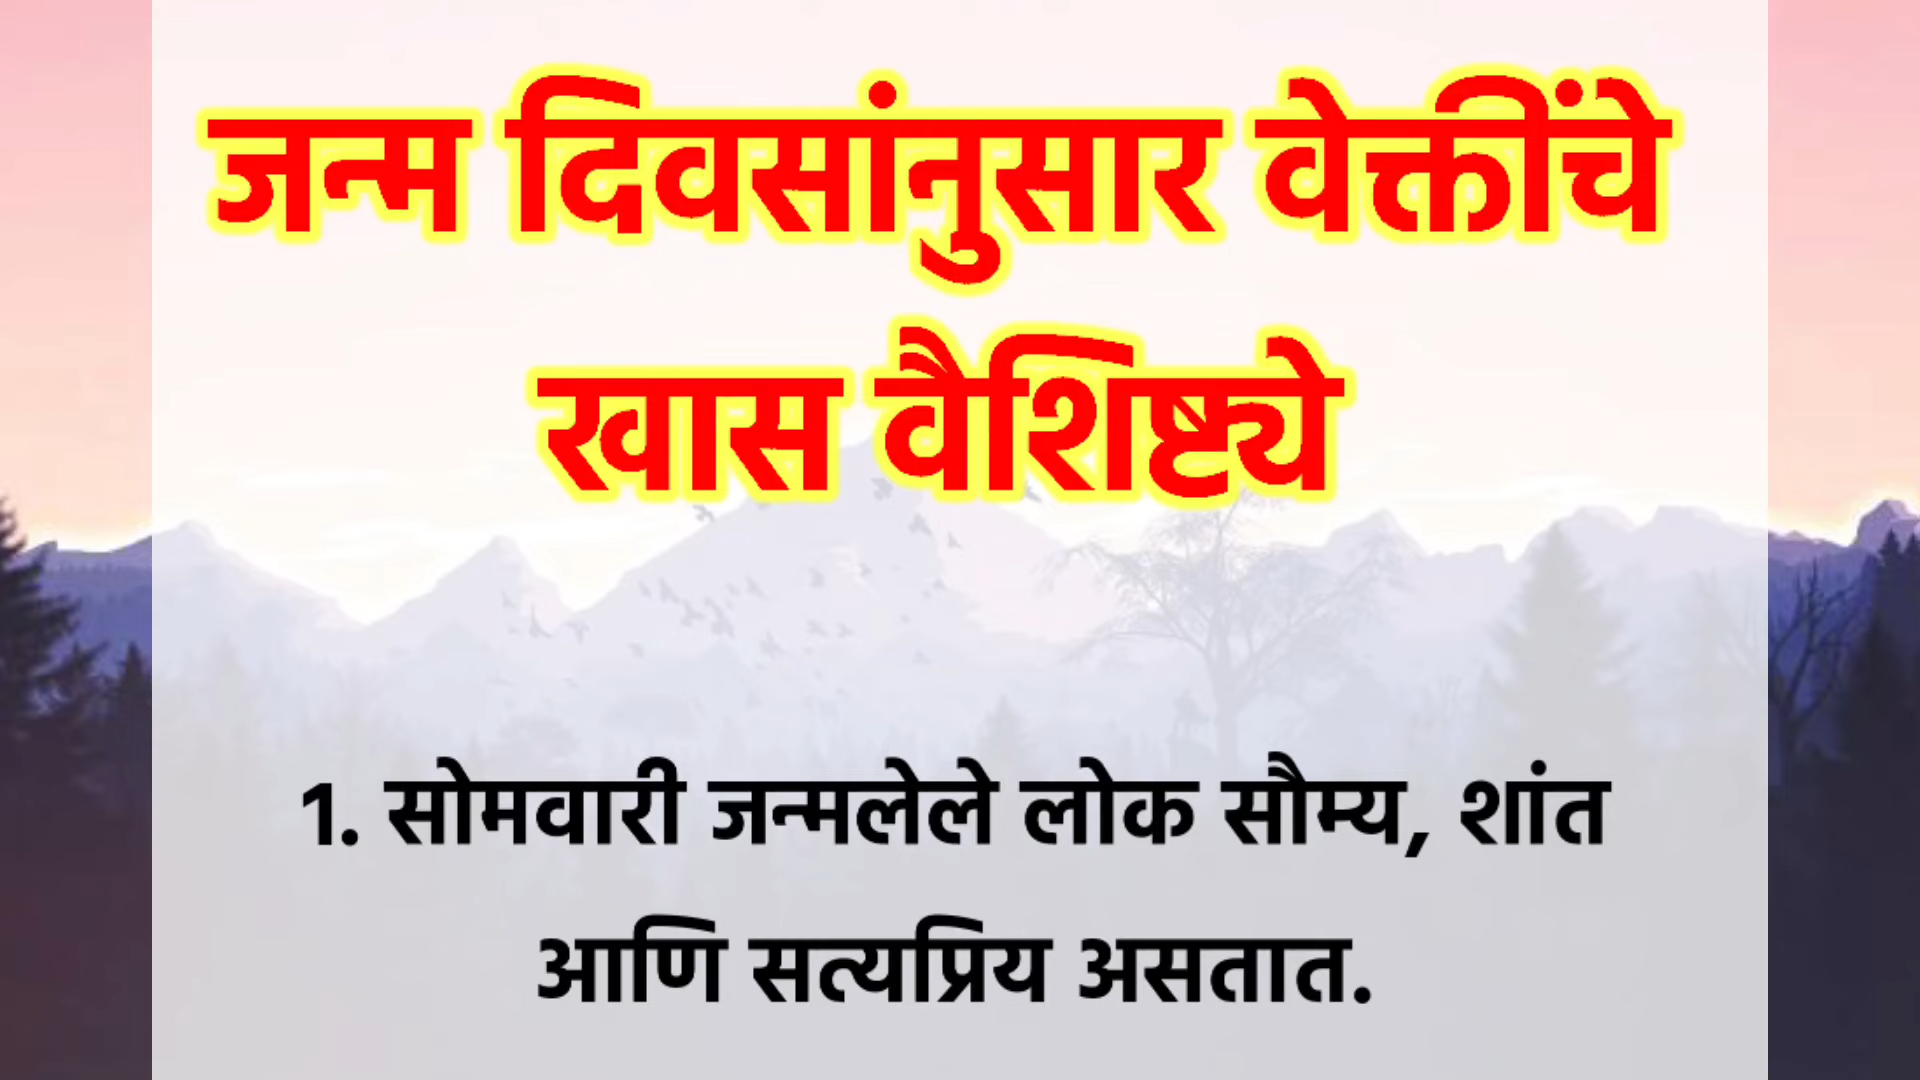 जन्म दिवसांनुसार वेक्तींचे
खास वैशिष्ट्ये
1. सोमवारी जन्मलेले लोक सौम्य, शांत
आणि सत्यप्रिय असतात.